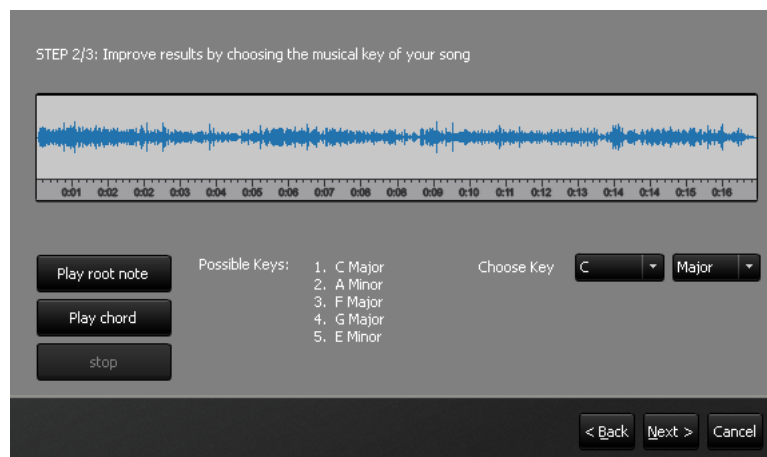 STEP 2/3: Improve results by choosing the musical key of your song
0:01 0:02 0:02 0:03 0:04 0:05 0:06 0:07 0:08 0:08 0:09 0:10 0:11 0:12 0:13 0:14 0:14 0:15 0:16
Play root note
Play chord
stop
Possible Keys:
1. C Major
2. A Minor
3. F Major
4. G Major
5. E Minor
Choose Key C Major
< Back Next > Cancel